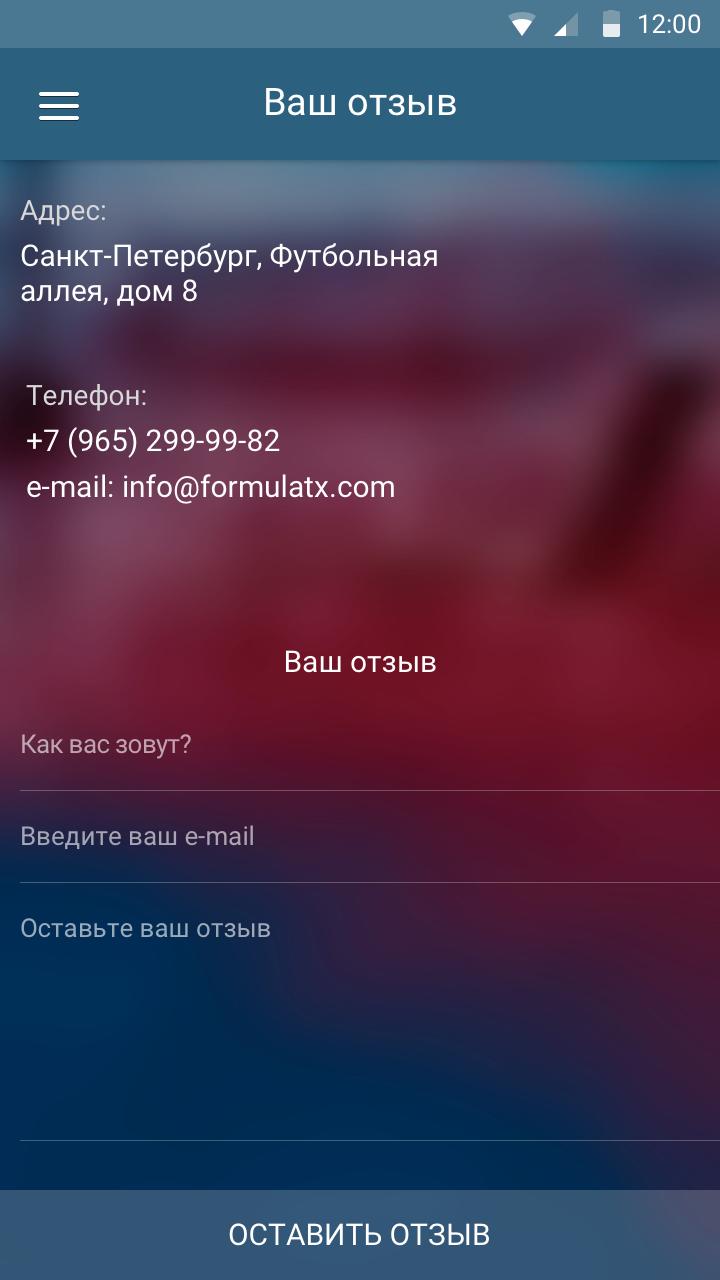 12:00
Ваш отзыв
Адрес:
Санкт-Петербург, Футбольная
аллея, дом 8
Телефон:
+7 (965) 299-99-82
e-mail: info@formulatx.com
Ваш отзыв
Как вас зовут?
Введите ваш e-mail
Оставьте ваш отзыв
ОСТАВИТЬ ОТЗЫВ